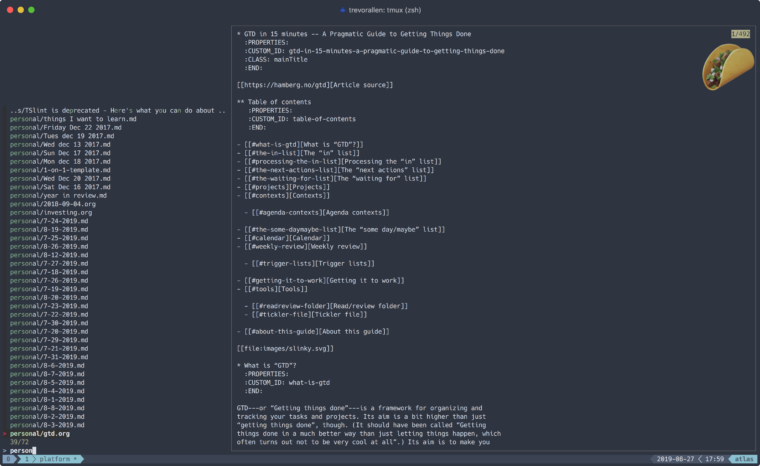 trevorallen: tmux (zsh)
..s/TSlint is deprecated - Here's what you can do about ..
personal/things I want to learn.md
personal/Friday Dec 22 2017.md
personal/Tues dec 19 2017.md
personal/Wed dec 13 2017.md
personal/Sun Dec 17 2017.md
personal/Mon dec 18 2017.md
personal/1-on-1-template.md
personal/Wed Dec 20 2017.md
personal/Sat Dec 16 2017.md
personal/year in review.md
personal/2018-09-04.org
personal/investing.org
personal/7-24-2019.md
personal/8-19-2019.md
personal/7-25-2019.md
personal/8-26-2019.md
personal/8-12-2019.md
personal/7-27-2019.md
personal/7-18-2019.md
personal/7-26-2019.md
personal/7-19-2019.md
personal/8-20-2019.md
personal/7-23-2019.md
personal/7-22-2019.md
personal/7-30-2019.md
personal/7-28-2019.md
personal/7-29-2019.md
personal/7-21-2019.md
personal/7-31-2019.md
personal/8-6-2019.md
personal/8-7-2019.md
personal/8-5-2019.md
personal/8-4-2019.md
personal/8-1-2019.md
personal/8-8-2019.md
personal/8-2-2019.md
personal/8-3-2019.md
> personal/gtd.org
39/72
> person
* GTD in 15 minutes -- A Pragmatic Guide to Getting Things Done
1/492
:PROPERTIES:
:CUSTOM_ID: gtd-in-15-minutes-a-pragmatic-guide-to-getting-things-done
:CLASS: mainTitle
:END:
[[https://hamberg.no/gtd][Article source]]
** Table of contents
:PROPERTIES:
:CUSTOM_ID: table-of-contents
:END:
- [[#what-is-gtd][What is “GTD”?]]
- [[#the-in-list][The “in” list]]
- [[#processing-the-in-list][Processing the “in” list]]
- [[#the-next-actions-list][The “next actions” list]]
- [[#the-waiting-for-list][The “waiting for” list]]
- [[#projects][Projects]]
- [[#contexts][Contexts]]
- [[#agenda-contexts][Agenda contexts]]
- [[#the-some-daymaybe-list][The “some day/maybe” list]]
- [[#calendar][Calendar]]
- [[#weekly-review][Weekly review]]
- [[#trigger-lists][Trigger lists]]
- [[#getting-it-to-work][Getting it to work]]
- [[#tools][Tools]]
- [[#readreview-folder][Read/review folder]]
- [[#tickler-file][Tickler file]]
- [[#about-this-guide][About this guide]]
[[file:images/slinky.svg]]
* What is “GTD”?
:PROPERTIES:
:CUSTOM_ID: what-is-gtd
:END:
GTD---or “Getting things done”---is a framework for organizing and
tracking your tasks and projects. Its aim is a bit higher than just
“getting things done”, though. (It should have been called “Getting
things done in a much better way than just letting things happen, which
often turns out not to be very cool at all”.) Its aim is to make you
0 1 platform * 2019-08-27 17:59 atlas